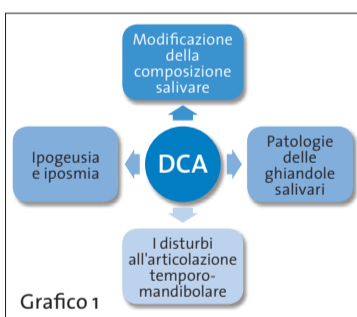 Modificazione
della
composizione
salivare
Ipogeusia
e iposmia
DCA
Patologie
delle
ghiandole
salivari
I disturbi
all'articolazione
temporo-
mandibolare
Grafico 1